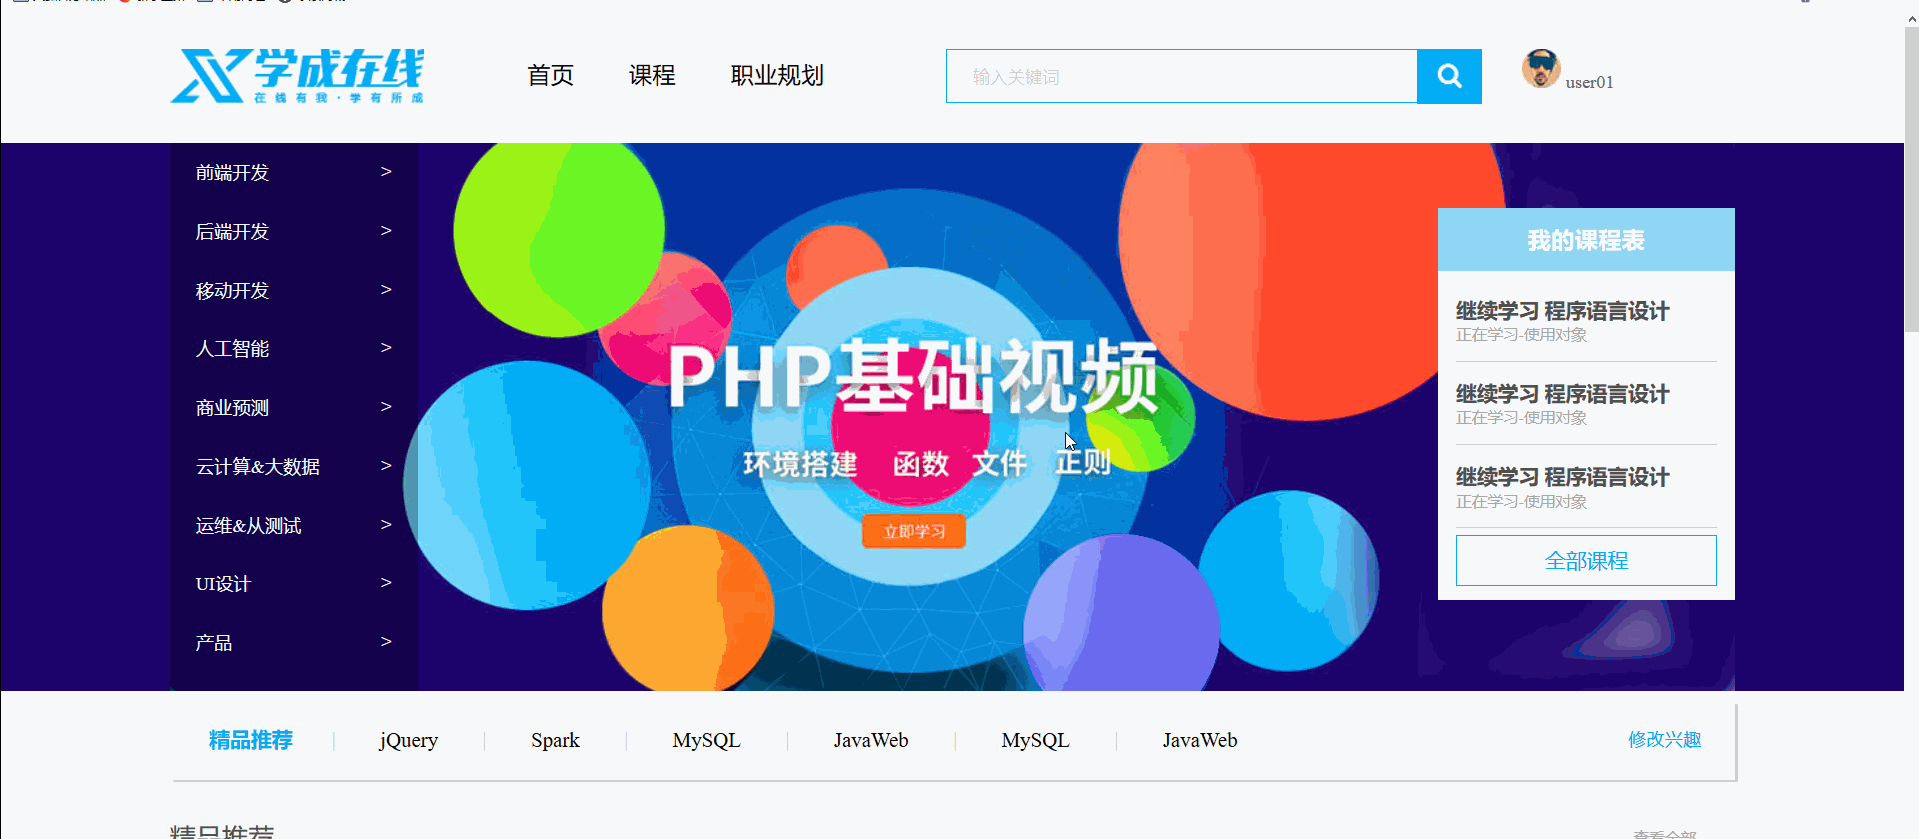 学成在线
在线有我·学有所成
首页 课程 职业规划
输入关键词
user01
前端开发 >
后端开发 >
移动开发 >
人工智能 >
商业预测 >
云计算&大数据 >
运维&从测试 >
UI设计 >
产品 >
PHP基础视频
环境搭建 函数 文件 正则
立即学习
我的课程表
继续学习 程序语言设计
正在学习-使用对象
继续学习 程序语言设计
正在学习-使用对象
继续学习 程序语言设计
正在学习-使用对象
全部课程
精品推荐 jQuery Spark MySQL JavaWeb MySQL JavaWeb 修改兴趣
精品推荐 查看全部